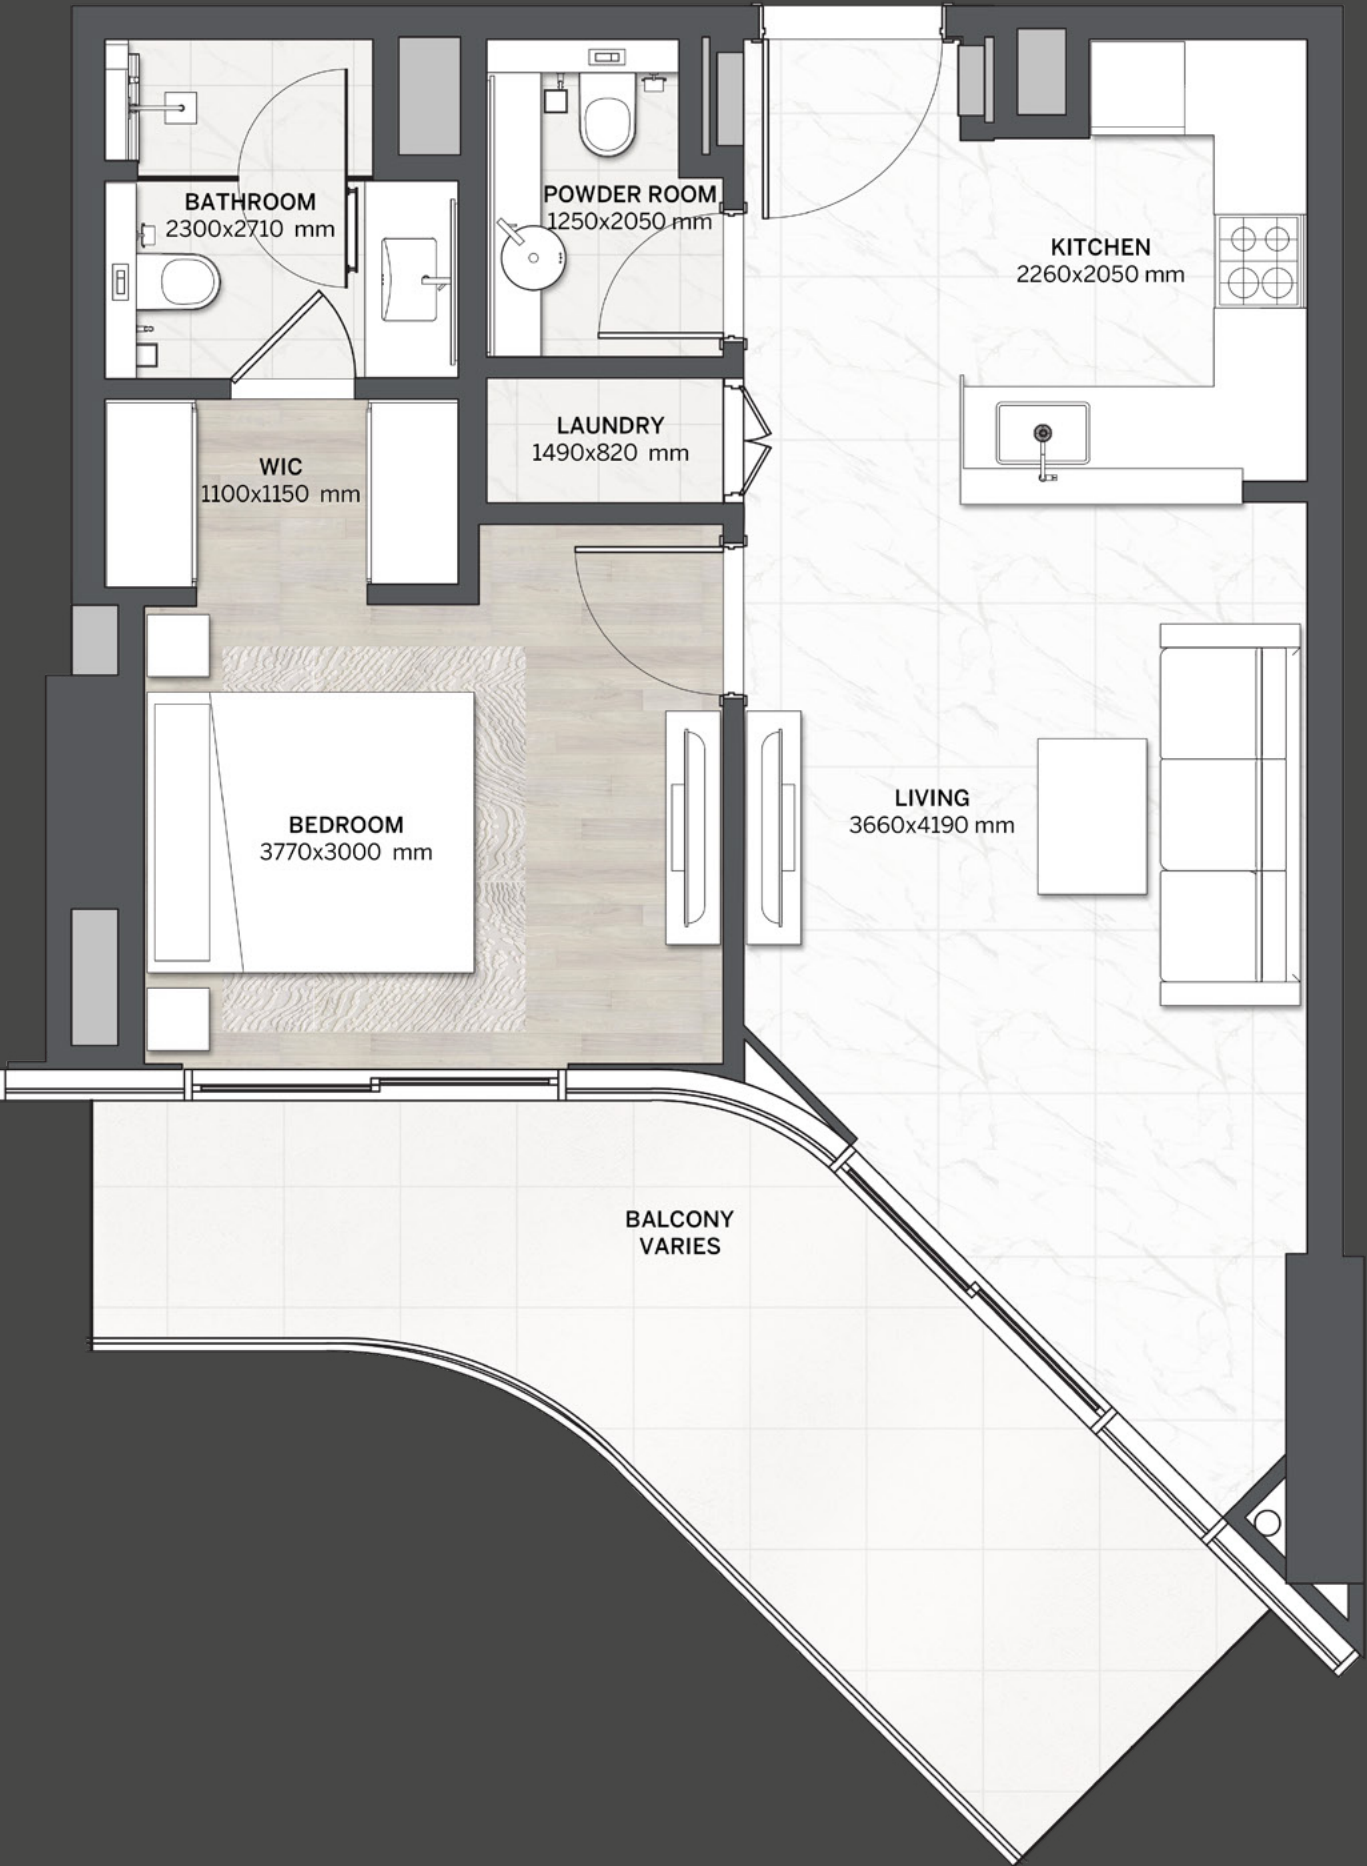 BATHROOM
2300x2710 mm
POWDER ROOM
1250x2050 mm
KITCHEN
2260x2050 mm
LAUNDRY
1490x820 mm
WIC
1100x1150 mm
LIVING
3660x4190 mm
BEDROOM
3770x3000 mm
BALCONY
VARIES